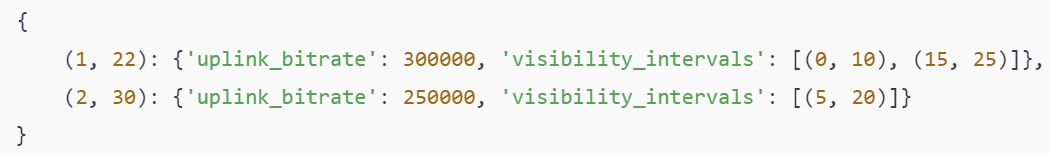 {
    (1, 22): {'uplink_bitrate': 300000, 'visibility_intervals': [(0, 10), (15, 25)]},
    (2, 30): {'uplink_bitrate': 250000, 'visibility_intervals': [(5, 20)]}
}